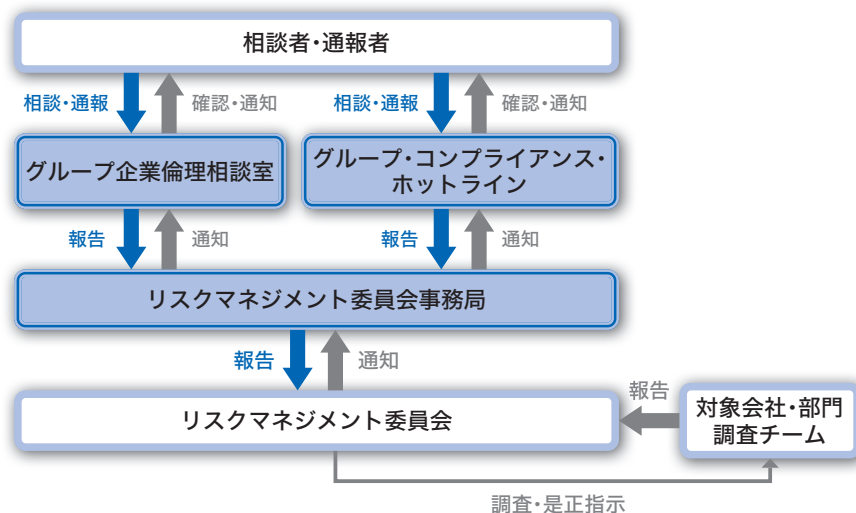 相談者・通報者
相談・通報
確認・通知
相談・通報
確認・通知
グループ企業倫理相談室
グループ・コンプライアンス・
ホットライン
報告
通知
報告
通知
リスクマネジメント委員会事務局
報告
通知
リスクマネジメント委員会
報告
対象会社・部門
調査チーム
調査・是正指示